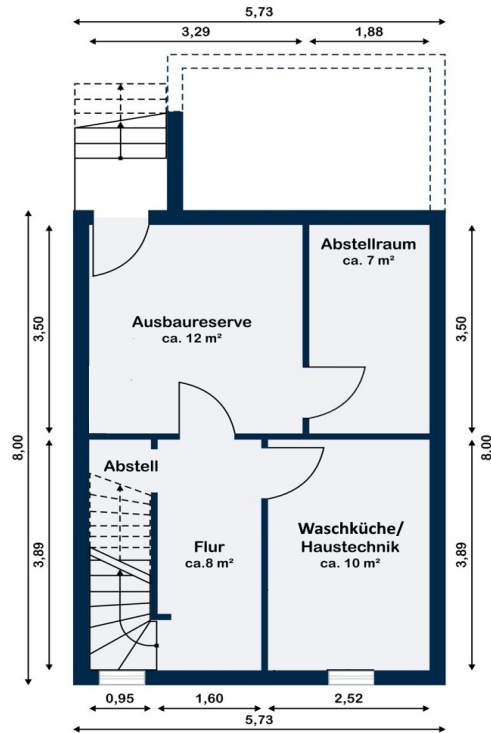 5,73
3,29
1,88
Abstellraum
ca. 7 m²
Ausbaureserve
ca. 12 m²
3,50
3,50
8,00
8,00
Abstell
Waschküche/
Haustechnik
ca. 10 m²
Flur
ca.8 m²
3,89
3,89
0,95
1,60
2,52
5,73